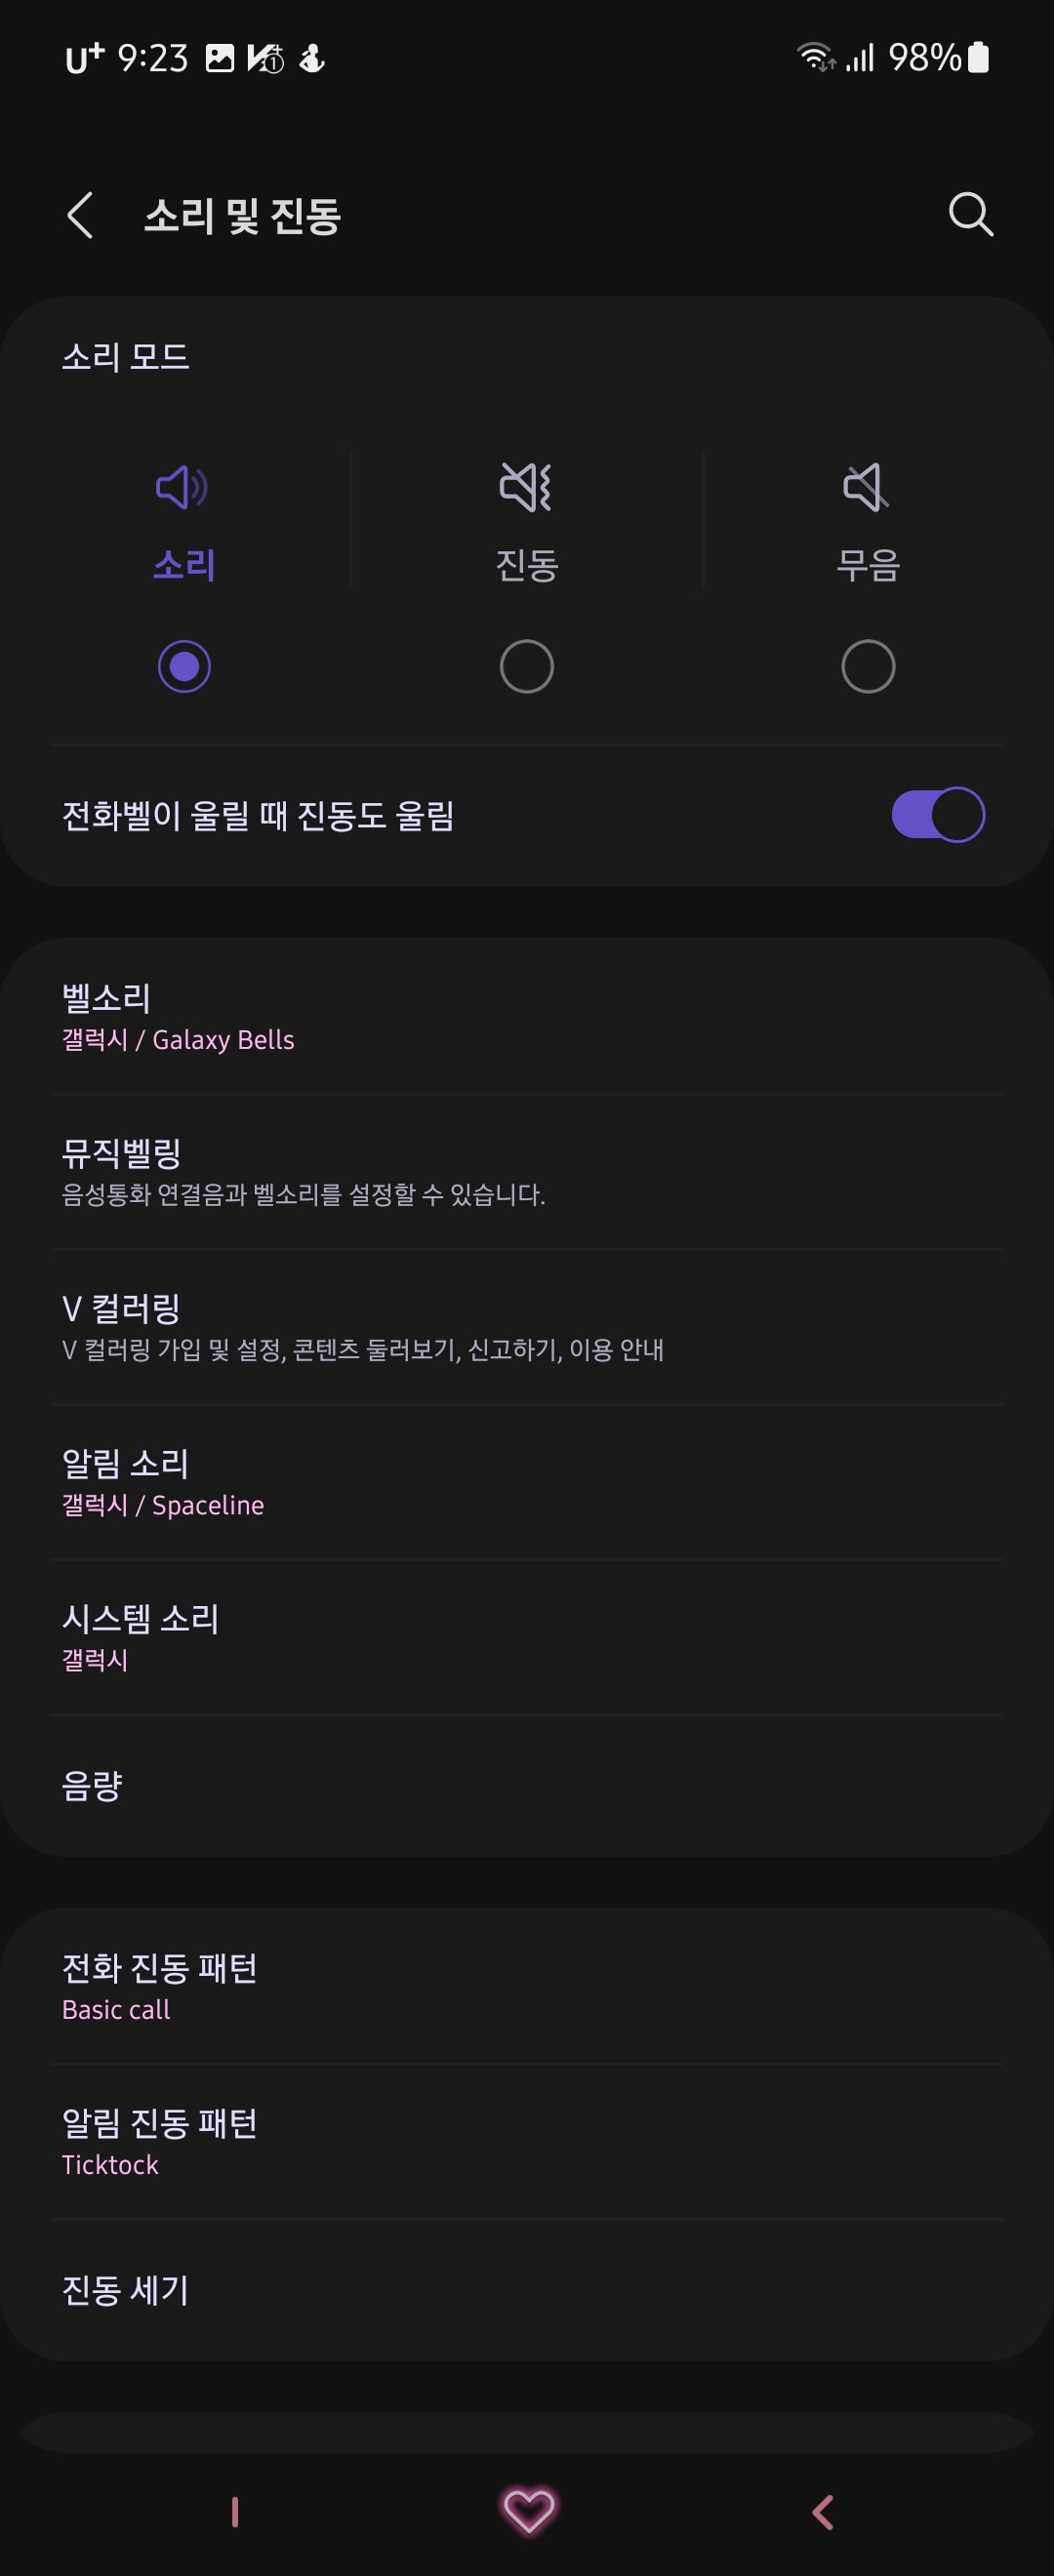 U+ 9:23 98%
소리 및 진동
소리 모드
소리 진동 무음
전화벨이 울릴 때 진동도 울림
벨소리
갤럭시 / Galaxy Bells
뮤직벨링
음성통화 연결음과 벨소리를 설정할 수 있습니다.
V 컬러링
V 컬러링 가입 및 설정, 콘텐츠 둘러보기, 신고하기, 이용 안내
알림 소리
갤럭시 / Spaceline
시스템 소리
갤럭시
음량
전화 진동 패턴
Basic call
알림 진동 패턴
Ticktock
진동 세기